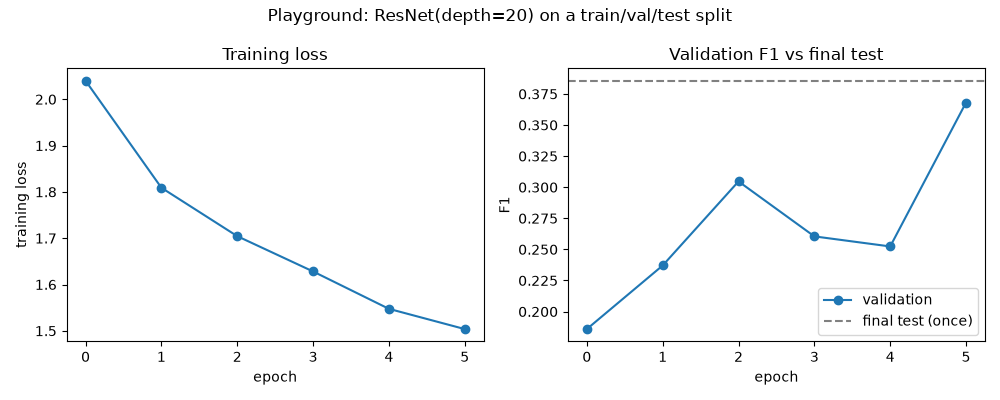 Playground: ResNet(depth=20) on a train/val/test split
Training loss
training loss
2.0
1.9
1.8
1.7
1.6
1.5
0 1 2 3 4 5
epoch
Validation F1 vs final test
F1
0.375
0.350
0.325
0.300
0.275
0.250
0.225
0.200
validation
final test (once)
0 1 2 3 4 5
epoch